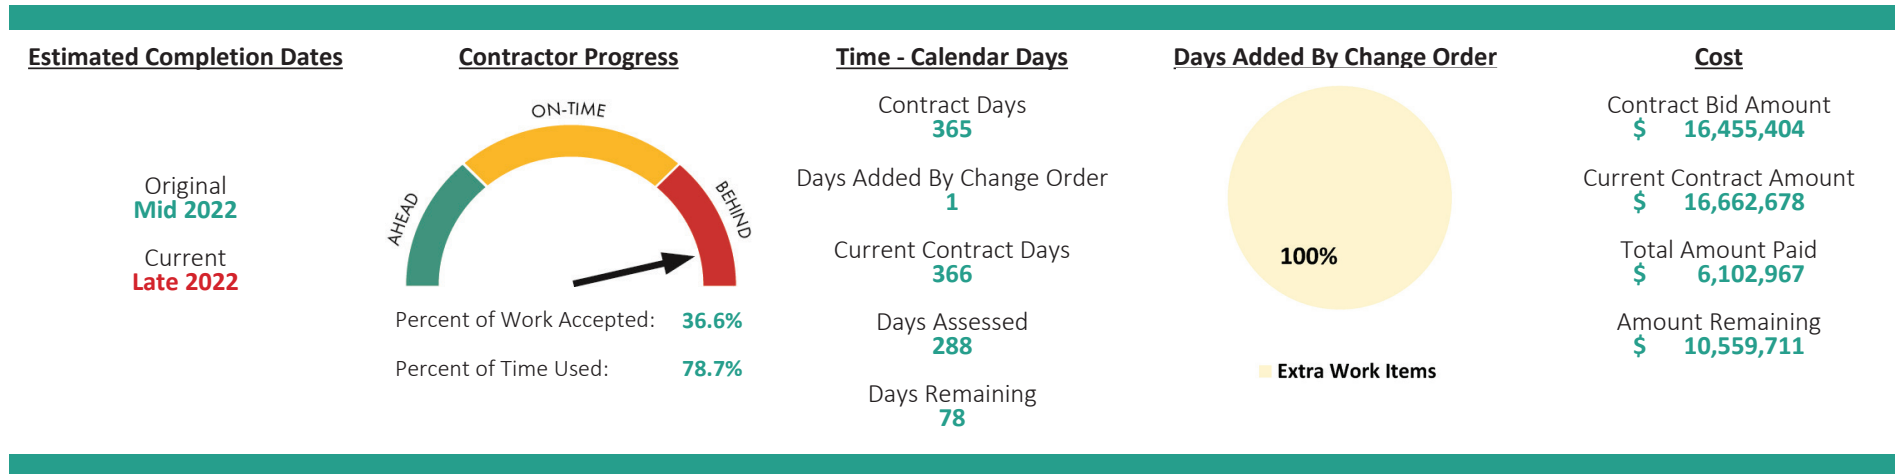 Estimated Completion Dates
Original
Mid 2022
Current
Late 2022
Contractor Progress
AHEAD
ON-TIME
BEHIND
Percent of Work Accepted: 36.6%
Percent of Time Used: 78.7%
Time - Calendar Days
Contract Days
365
Days Added By Change Order
1
Current Contract Days
366
Days Assessed
288
Days Remaining
78
Days Added By Change Order
100%
Extra Work Items
Cost
Contract Bid Amount
$ 16,455,404
Current Contract Amount
$ 16,662,678
Total Amount Paid
$ 6,102,967
Amount Remaining
$ 10,559,711